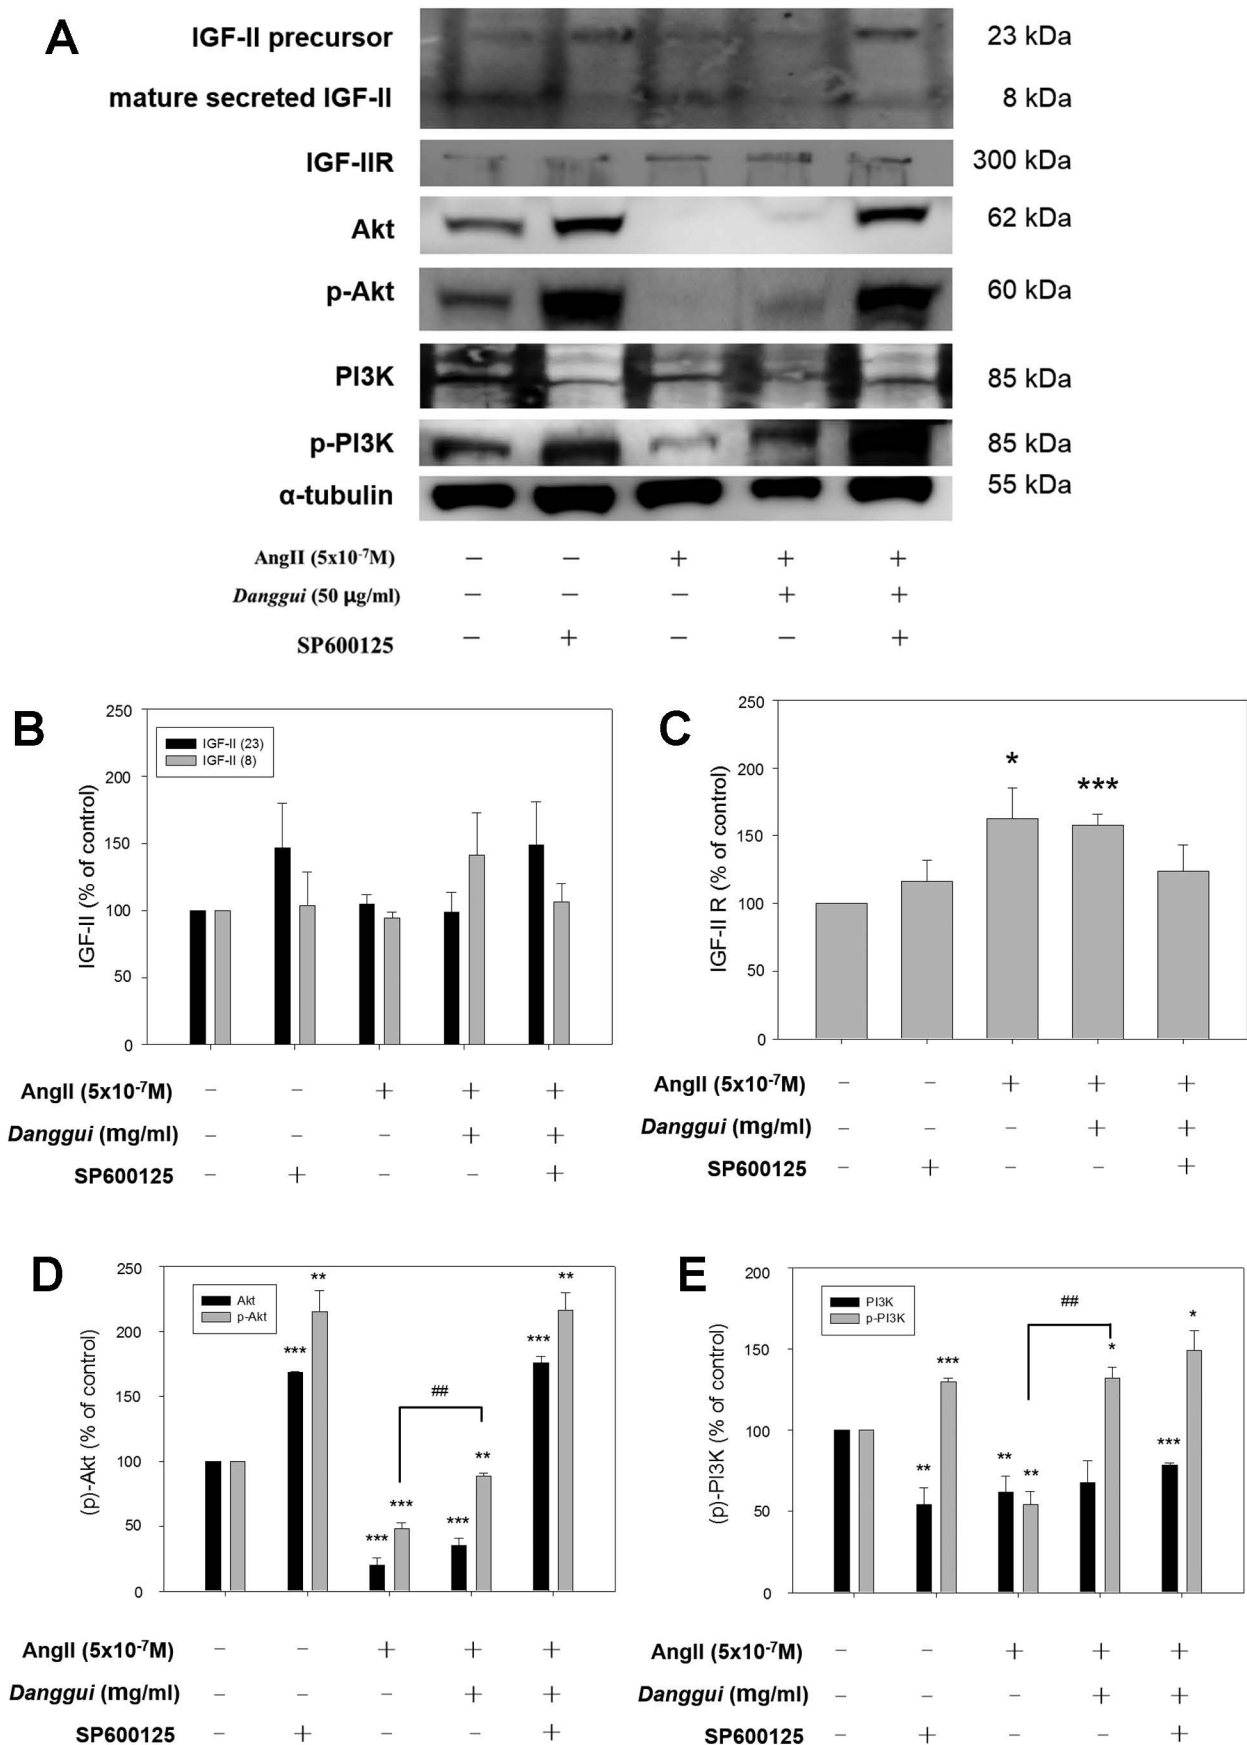 A
IGF-II precursor 23 kDa
mature secreted IGF-II 8 kDa
IGF-IIR 300 kDa
Akt 62 kDa
p-Akt 60 kDa
PI3K 85 kDa
p-PI3K 85 kDa
α-tubulin 55 kDa
AngII (5x10⁻⁷M) − − + + +
Danggui (50 μg/ml) − − − + +
SP600125 − + − − +
B
IGF-II (% of control)
250
200
150
100
50
0
IGF-II (23)
IGF-II (8)
AngII (5x10⁻⁷M) − − + + +
Danggui (mg/ml) − − − + +
SP600125 − + − − +
C
IGF-II R (% of control)
250
200
150
100
50
0
* ***
AngII (5x10⁻⁷M) − − + + +
Danggui (mg/ml) − − − + +
SP600125 − + − − +
D
(p)-Akt (% of control)
250
200
150
100
50
0
Akt
p-Akt
*** ** *** *** ## *** ** *** **
AngII (5x10⁻⁷M) − − + + +
Danggui (mg/ml) − − − + +
SP600125 − + − − +
E
(p)-PI3K (% of control)
200
150
100
50
0
PI3K
p-PI3K
** *** ** ** ## * *** *
AngII (5x10⁻⁷M) − − + + +
Danggui (mg/ml) − − − + +
SP600125 − + − − +